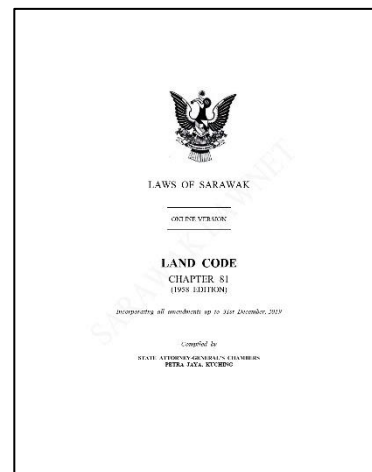 LAWS OF SARAWAK
ONLINE VERSION
LAND CODE
CHAPTER 81
(1958 EDITION)
Incorporating all amendments up to 31st December, 2019
Compiled by
STATE ATTORNEY-GENERAL'S CHAMBERS
PETRA JAYA, KUCHING